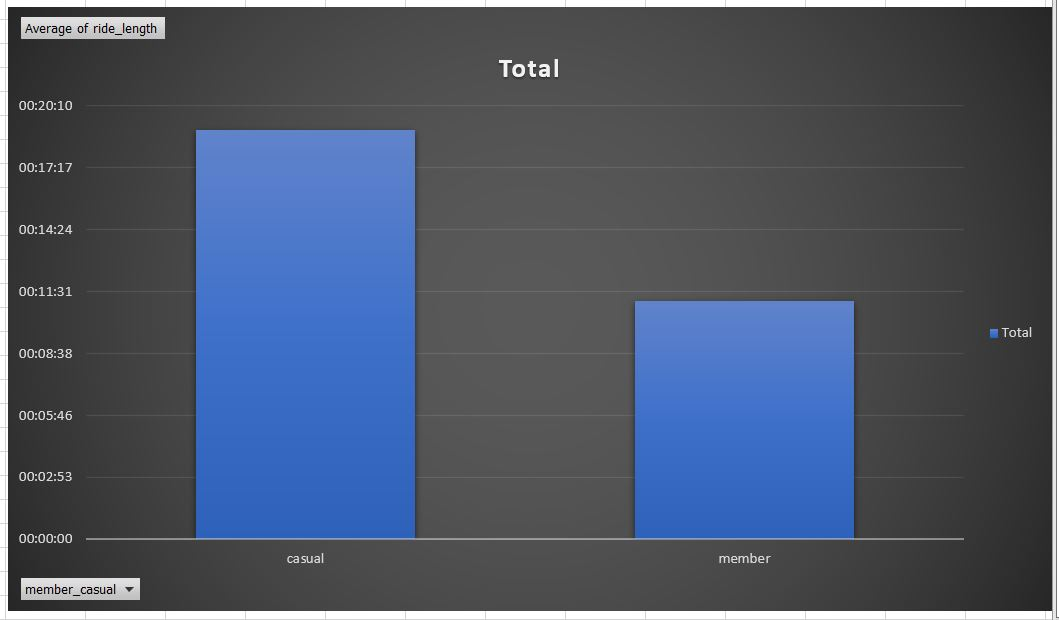 Average of ride_length
Total
00:20:10
00:17:17
00:14:24
00:11:31
00:08:38
00:05:46
00:02:53
00:00:00
casual
member
Total
member_casual